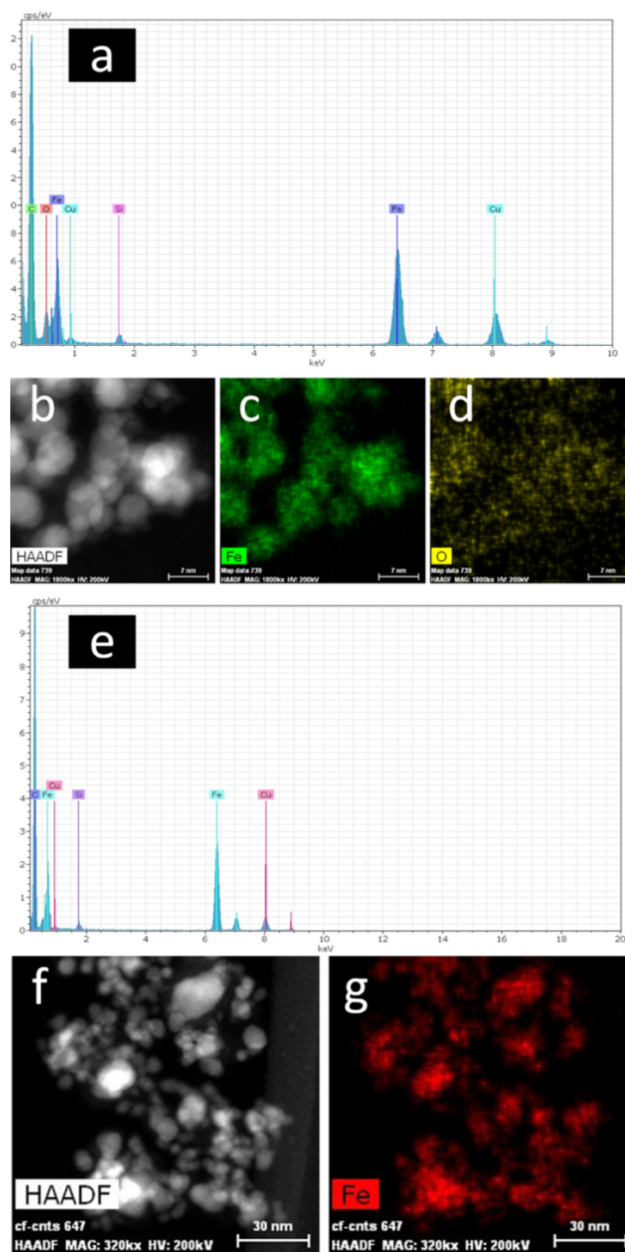 cps/eV
a
2
0
8
6
4
2
0
C O Fe Cu Si Fe Cu
1 2 3 4 5 6 7 8 9 10
keV
b
HAADF
Map data 739
HAADF MAG: 1800kx HV: 200kV
7 nm
c
Fe
Map data 739
HAADF MAG: 1800kx HV: 200kV
7 nm
d
O
Map data 739
HAADF MAG: 1800kx HV: 200kV
7 nm
cps/eV
e
9
8
7
6
5
4
3
2
1
0
Cu
C Fe Si Fe Cu
2 4 6 8 10 12 14 16 18 20
keV
f
HAADF
cf-cnts 647
HAADF MAG: 320kx HV: 200kV
30 nm
g
Fe
cf-cnts 647
HAADF MAG: 320kx HV: 200kV
30 nm